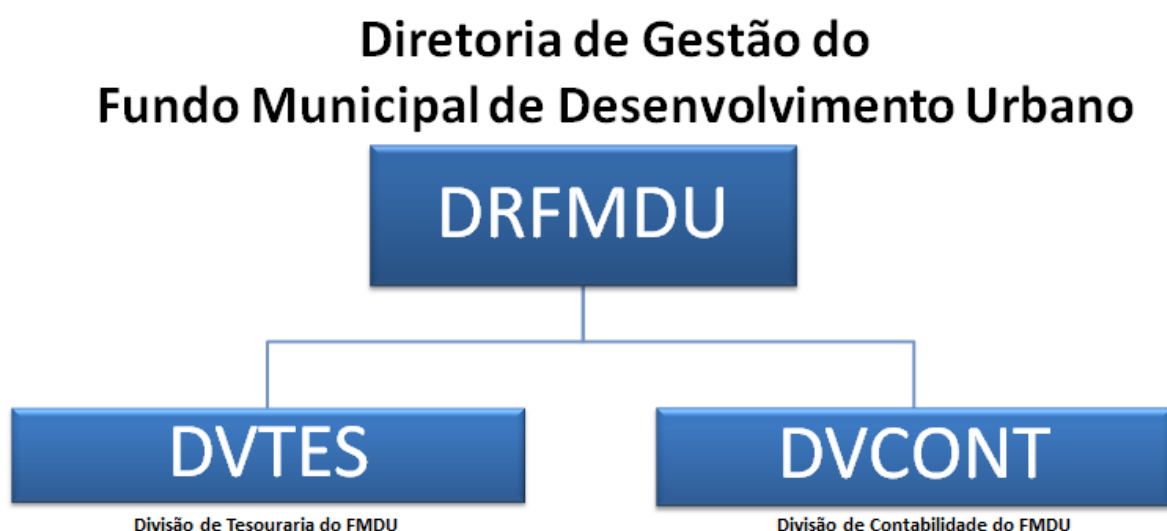 Diretoria de Gestão do
Fundo Municipal de Desenvolvimento Urbano
DRFMDU
DVTES
DVCONT
Divisão de Tesouraria do FMDU
Divisão de Contabilidade do FMDU